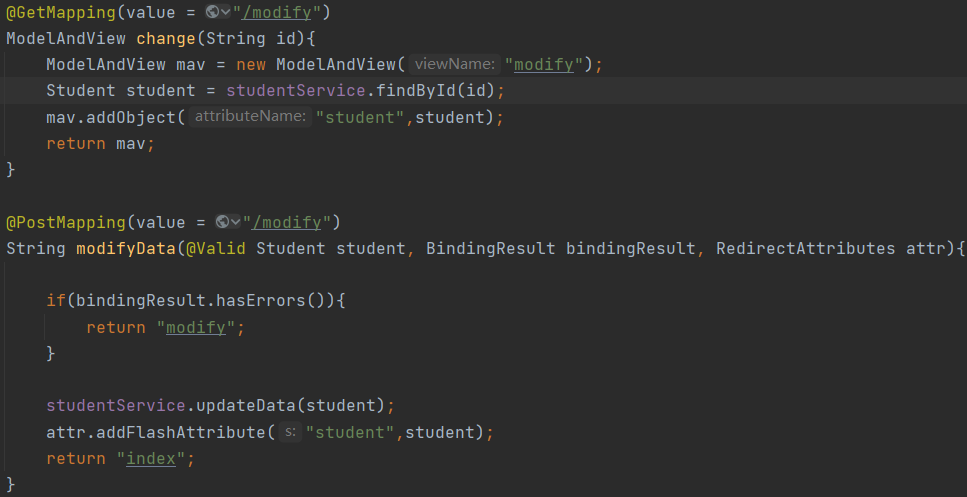 @GetMapping(value = "/modify")
ModelAndView change(String id){
    ModelAndView mav = new ModelAndView( viewName: "modify");
    Student student = studentService.findById(id);
    mav.addObject( attributeName: "student",student);
    return mav;
}
@PostMapping(value = "/modify")
String modifyData(@Valid Student student, BindingResult bindingResult, RedirectAttributes attr){
    if(bindingResult.hasErrors()){
        return "modify";
    }
    studentService.updateData(student);
    attr.addFlashAttribute( s: "student",student);
    return "index";
}